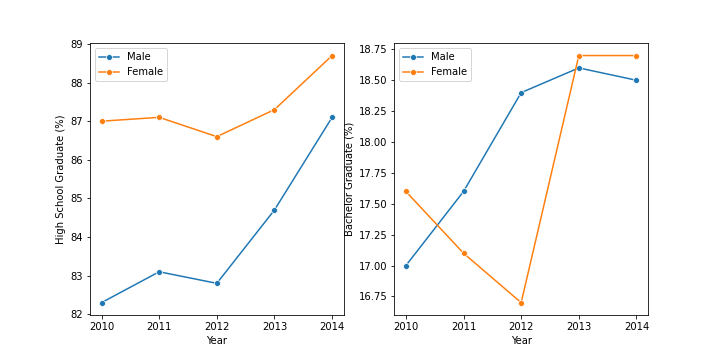 High School Graduate (%)
89
88
87
86
85
84
83
82
Male
Female
2010 2011 2012 2013 2014
Year
Bachelor Graduate (%)
18.75
18.50
18.25
18.00
17.75
17.50
17.25
17.00
16.75
Male
Female
2010 2011 2012 2013 2014
Year